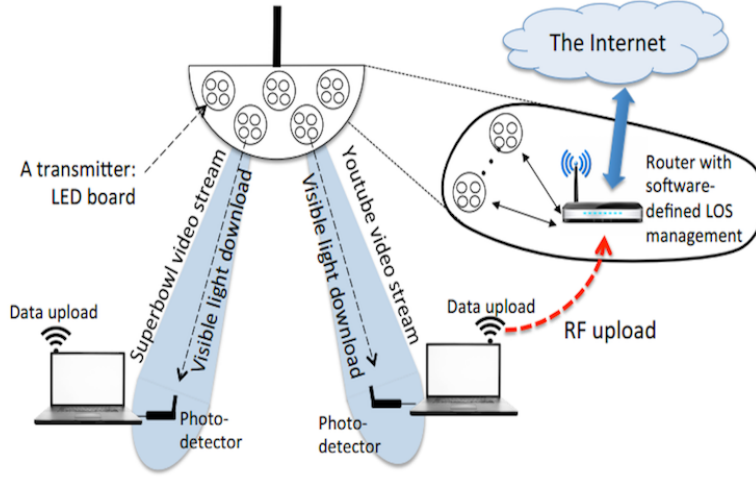 The Internet
A transmitter:
LED board
Router with
software-
defined LOS
management
Superbowl video stream
Visible light download
Youtube video stream
Visible light
download
Data upload
Data upload
RF upload
Photo-
detector
Photo-
detector